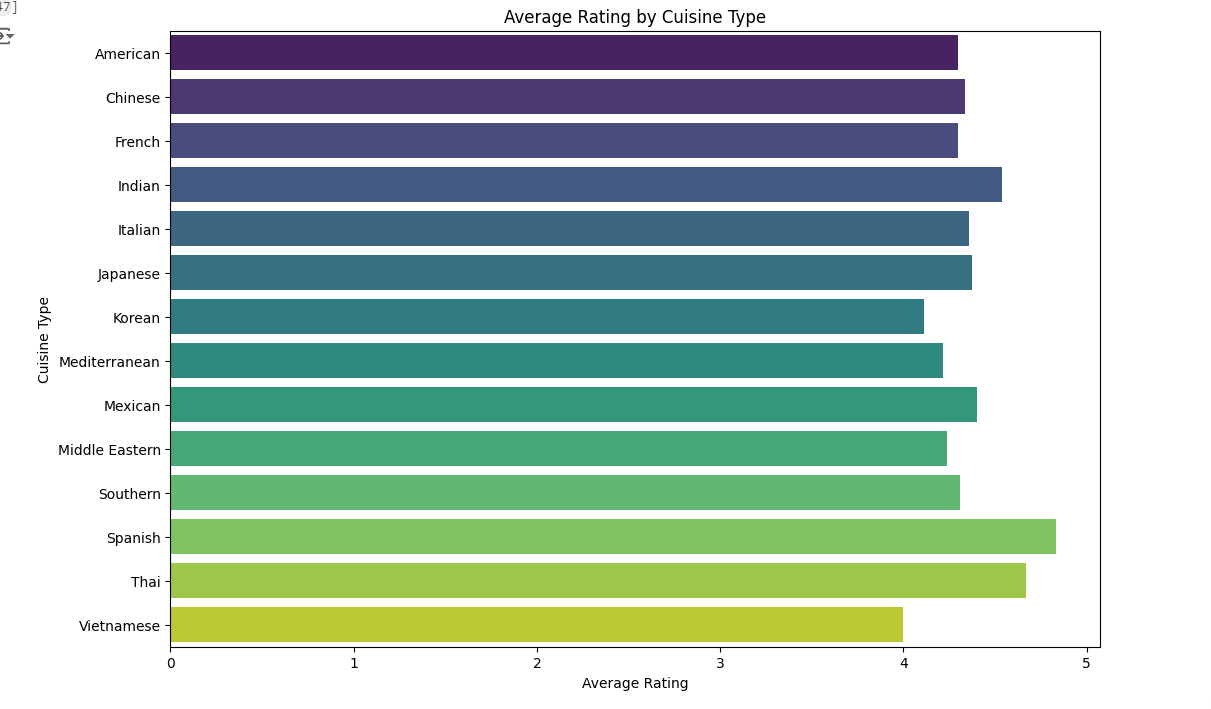 47]
Average Rating by Cuisine Type
American
Chinese
French
Indian
Italian
Japanese
Korean
Mediterranean
Mexican
Middle Eastern
Southern
Spanish
Thai
Vietnamese
Cuisine Type
0 1 2 3 4 5
Average Rating